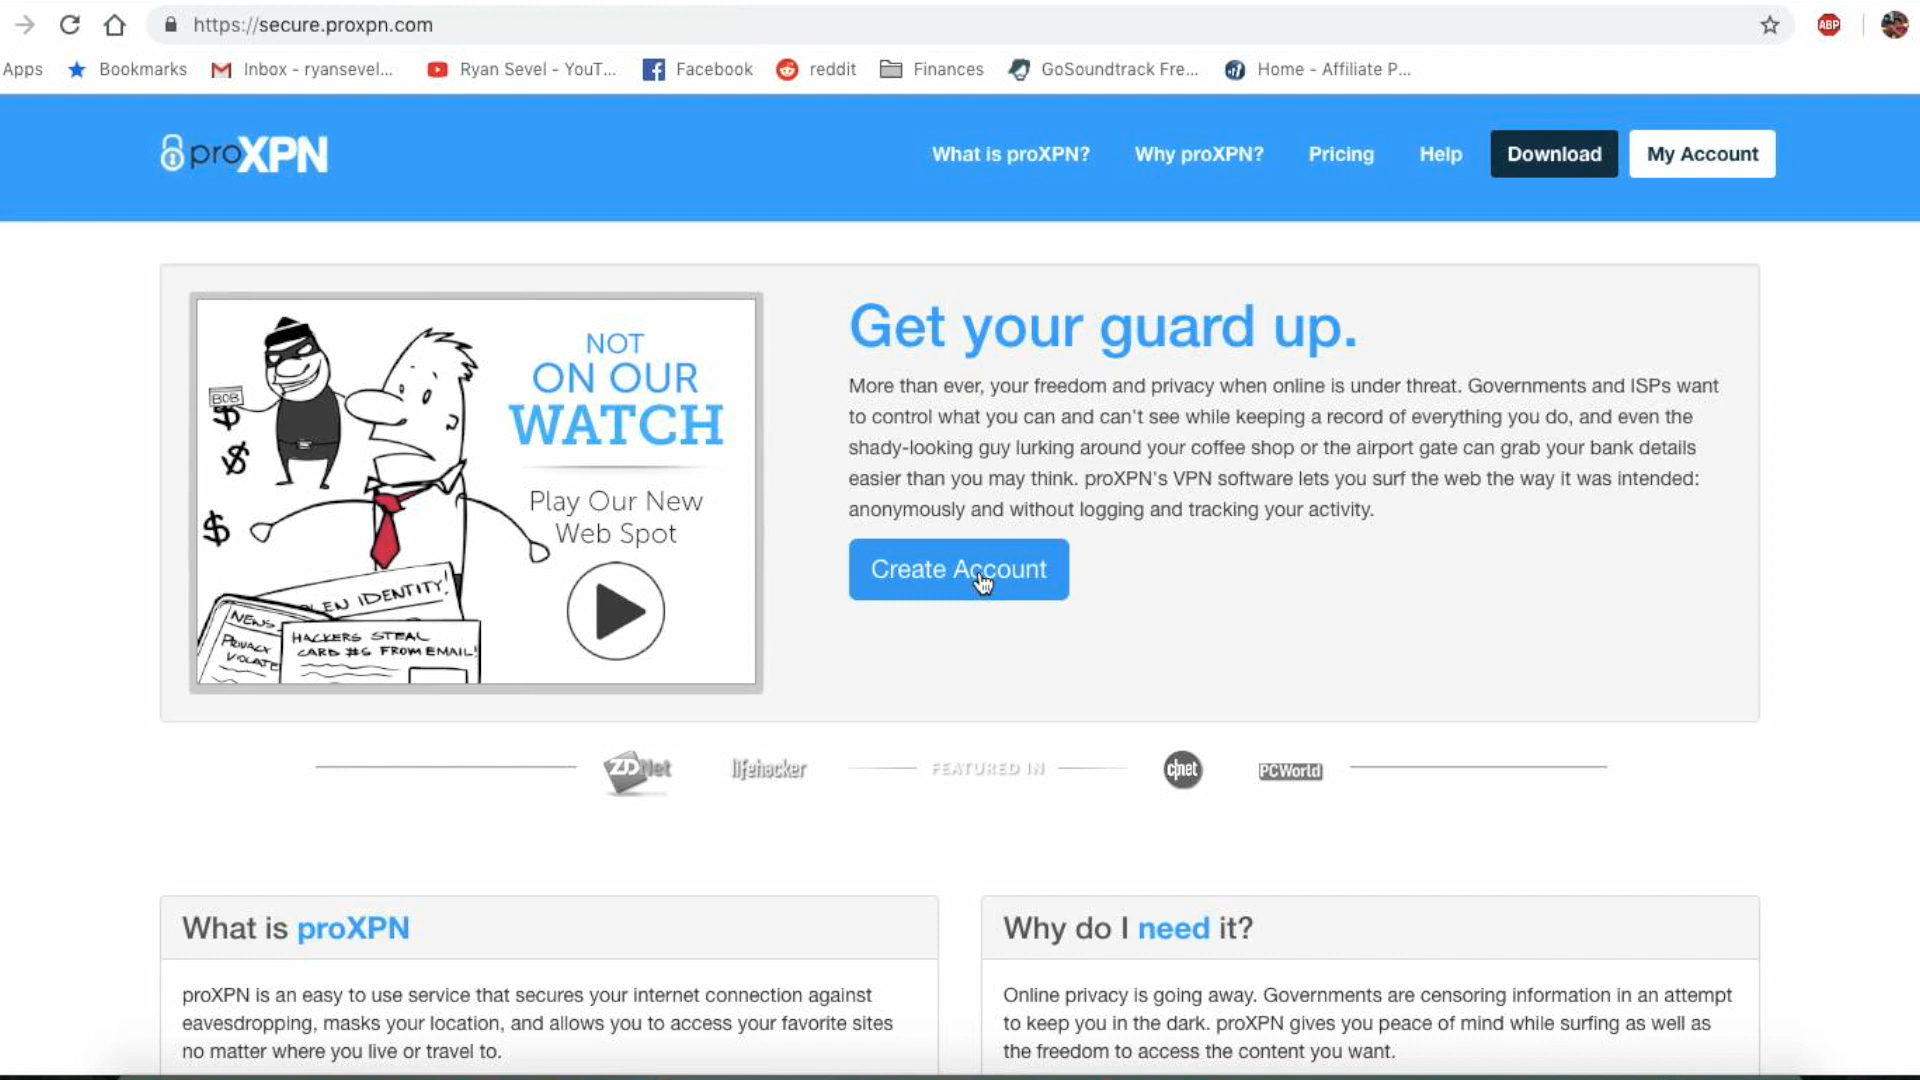 https://secure.proxpn.com
ABP
Apps
Bookmarks
Inbox - ryansevel...
Ryan Sevel - YouT...
Facebook
reddit
Finances
GoSoundtrack Fre...
Home - Affiliate P...
proXPN
What is proXPN?
Why proXPN?
Pricing
Help
Download
My Account
NOT
ON OUR
WATCH
Play Our New
Web Spot
BOB
$
$
$
LEN IDENTITY!
NEWS
PRIVACY
VIOLATE
HACKERS STEAL
CARD #S FROM EMAIL!
Get your guard up.
More than ever, your freedom and privacy when online is under threat. Governments and ISPs want
to control what you can and can't see while keeping a record of everything you do, and even the
shady-looking guy lurking around your coffee shop or the airport gate can grab your bank details
easier than you may think. proXPN's VPN software lets you surf the web the way it was intended:
anonymously and without logging and tracking your activity.
Create Account
ZDNet
lifehacker
FEATURED IN
c|net
PCWorld
What is proXPN
proXPN is an easy to use service that secures your internet connection against
eavesdropping, masks your location, and allows you to access your favorite sites
no matter where you live or travel to.
Why do I need it?
Online privacy is going away. Governments are censoring information in an attempt
to keep you in the dark. proXPN gives you peace of mind while surfing as well as
the freedom to access the content you want.